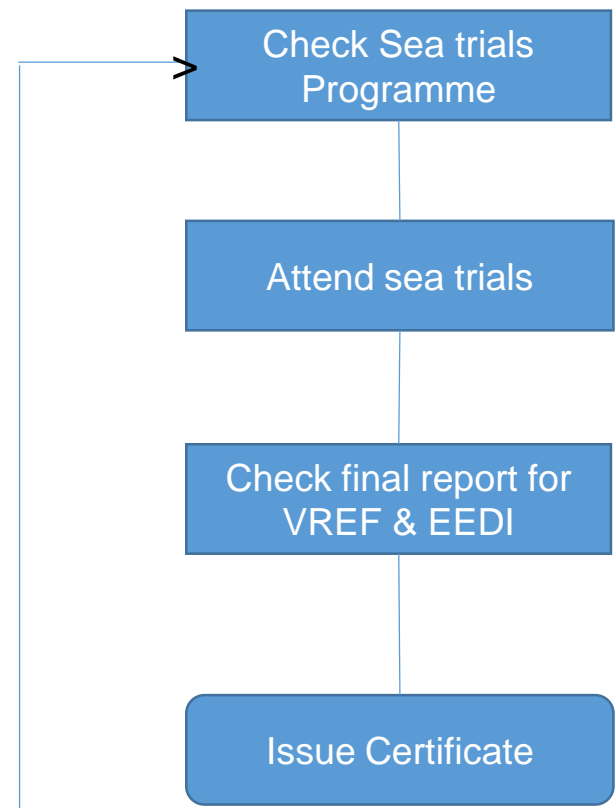 Check Sea trials
Programme
Attend sea trials
Check final report for
VREF & EEDI
Issue Certificate